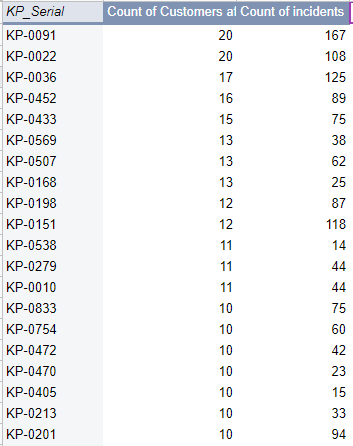 KP_Serial Count of Customers af Count of incidents
KP-0091 20 167
KP-0022 20 108
KP-0036 17 125
KP-0452 16 89
KP-0433 15 75
KP-0569 13 38
KP-0507 13 62
KP-0168 13 25
KP-0198 12 87
KP-0151 12 118
KP-0538 11 14
KP-0279 11 44
KP-0010 11 44
KP-0833 10 75
KP-0754 10 60
KP-0472 10 42
KP-0470 10 23
KP-0405 10 15
KP-0213 10 33
KP-0201 10 94